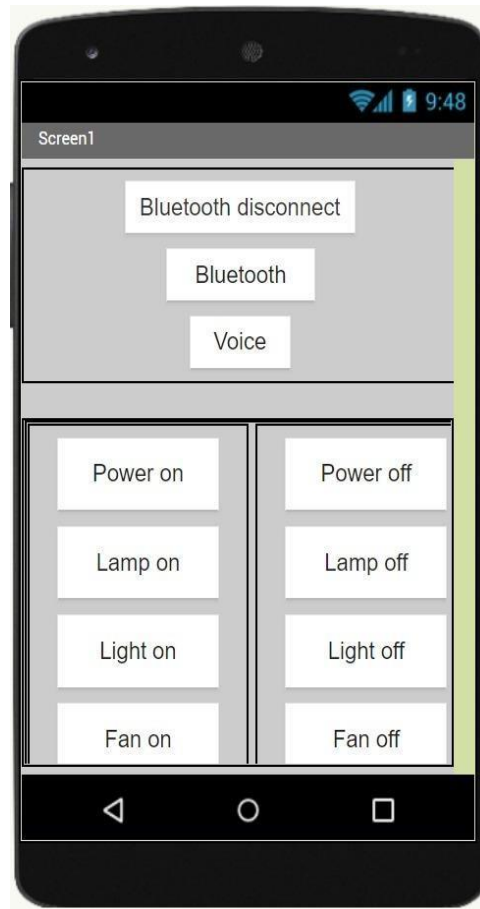 9:48
Screen1
Bluetooth disconnect
Bluetooth
Voice
Power on
Power off
Lamp on
Lamp off
Light on
Light off
Fan on
Fan off